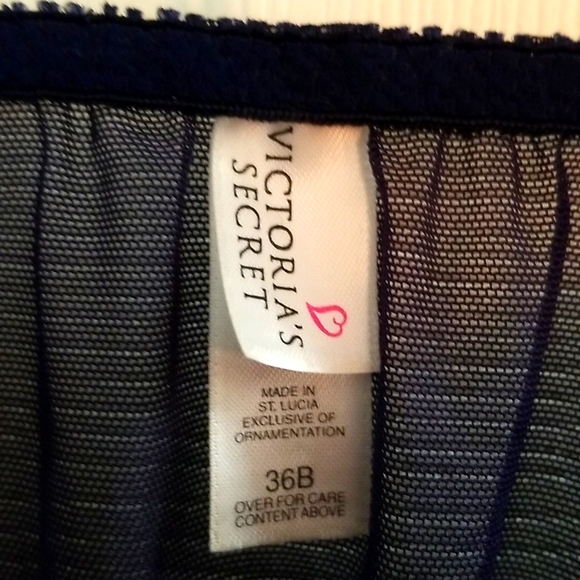 VICTORIA'S
SECRET
MADE IN
ST. LUCIA
EXCLUSIVE OF
ORNAMENTATION
36B
OVER FOR CARE
CONTENT ABOVE